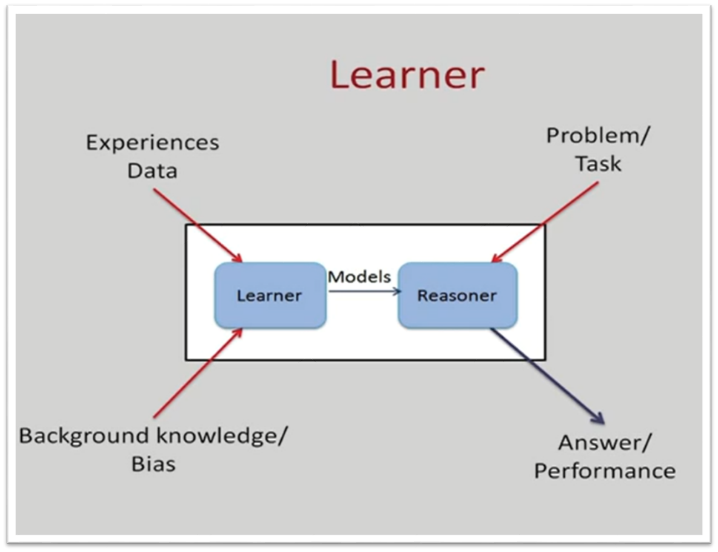 Learner
Experiences
Data
Problem/
Task
Models
Learner
Reasoner
Background knowledge/
Bias
Answer/
Performance